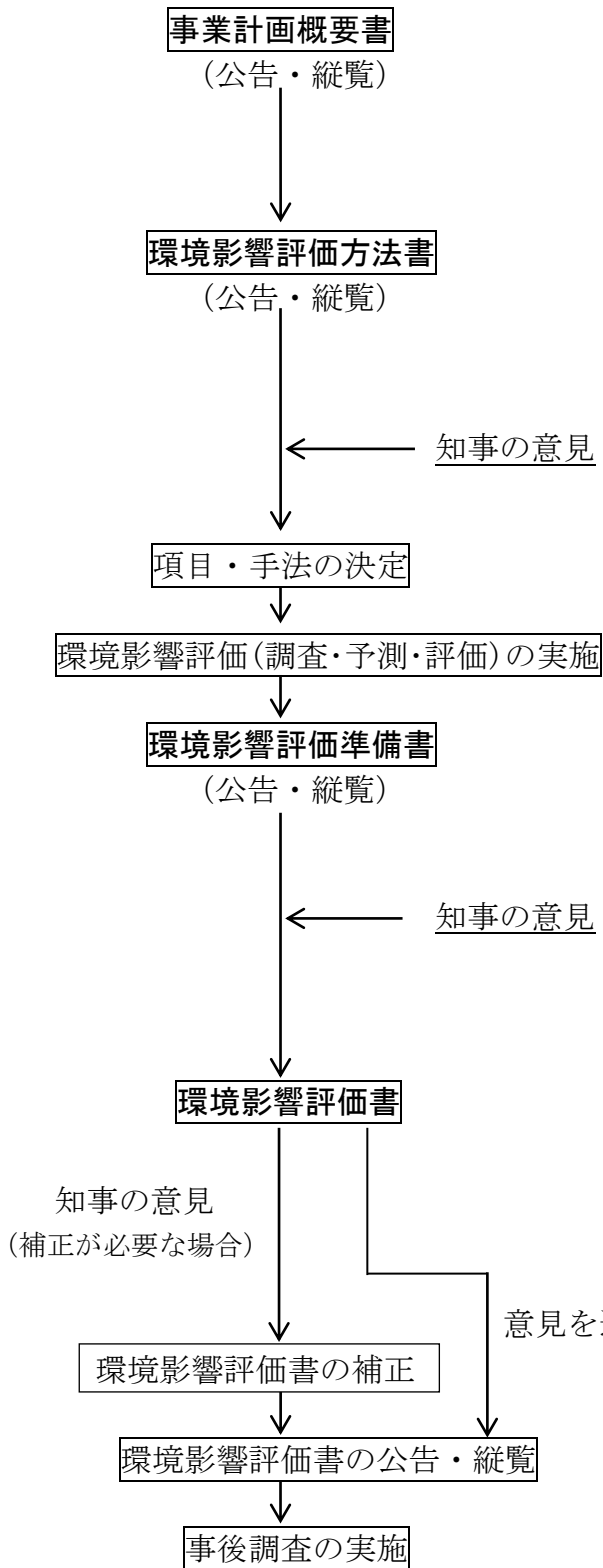 事業計画概要書
（公告・縦覧）
環境影響評価方法書
（公告・縦覧）
知事の意見
項目・手法の決定
環境影響評価(調査･予測･評価)の実施
環境影響評価準備書
（公告・縦覧）
知事の意見
環境影響評価書
知事の意見
（補正が必要な場合）
意見を
環境影響評価書の補正
環境影響評価書の公告・縦覧
事後調査の実施